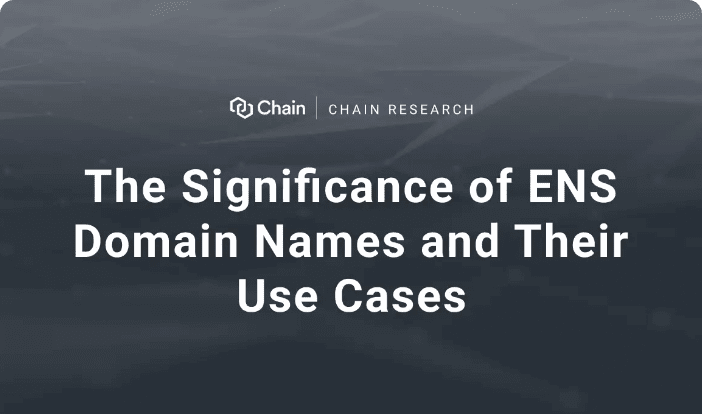 Chain | CHAIN RESEARCH
The Significance of ENS
Domain Names and Their
Use Cases